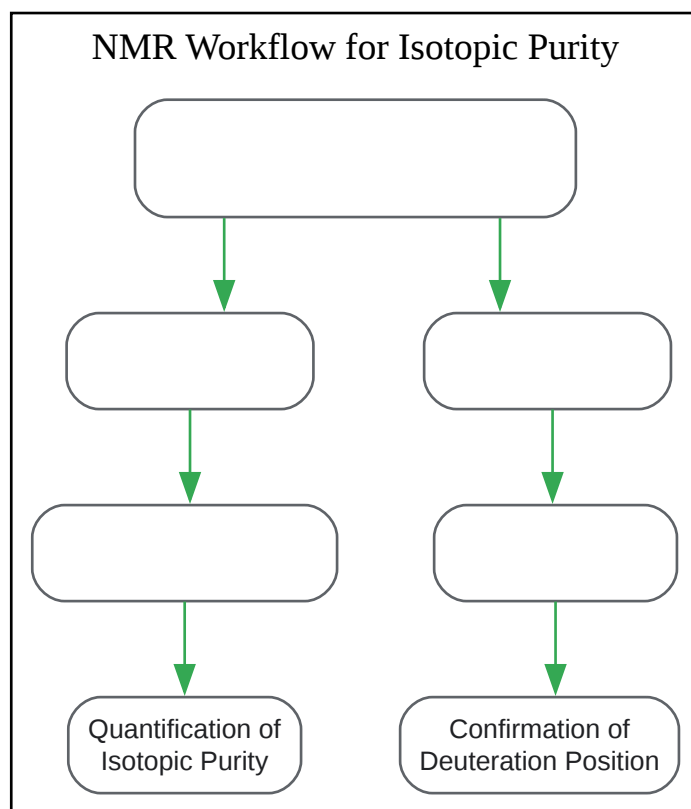 NMR Workflow for Isotopic Purity
Quantification of
Isotopic Purity
Confirmation of
Deuteration Position